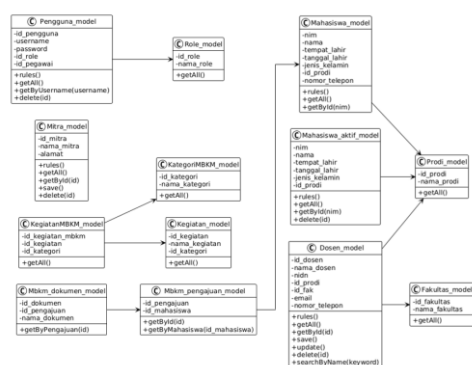 C Pengguna_model
-id_pengguna
-username
-password
-id_role
-id_pegawai
+rules()
+getAll()
+getByUsername(username)
+delete(id)
C Role_model
-id_role
-nama_role
+getAll()
C Mahasiswa_model
-nim
-nama
-tempat_lahir
-tanggal_lahir
-jenis_kelamin
-id_prodi
-nomor_telepon
+rules()
+getAll()
+getById(nim)
C Mitra_model
-id_mitra
-nama_mitra
-alamat
+rules()
+getAll()
+getById(id)
+save()
+delete(id)
C KategoriMBKM_model
-id_kategori
-nama_kategori
+getAll()
C Mahasiswa_aktif_model
-nim
-nama
-tempat_lahir
-tanggal_lahir
-jenis_kelamin
-id_prodi
+rules()
+getAll()
+getById(nim)
+delete(id)
C Prodi_model
-id_prodi
-nama_prodi
+getAll()
C KegiatanMBKM_model
-id_kegiatan_mbkm
-id_kegiatan
-id_kategori
+getAll()
C Kegiatan_model
-id_kegiatan
-nama_kegiatan
-id_kategori
+getAll()
C Dosen_model
-id_dosen
-nama_dosen
-nidn
-id_prodi
-id_fak
-email
-nomor_telepon
+rules()
+getAll()
+getById(id)
+save()
+update()
+delete(id)
+searchByName(keyword)
C Fakultas_model
-id_fakultas
-nama_fakultas
+getAll()
C Mbkm_dokumen_model
-id_dokumen
-id_pengajuan
-nama_dokumen
+getByPengajuan(id)
C Mbkm_pengajuan_model
-id_pengajuan
-id_mahasiswa
+getById(id)
+getByMahasiswa(id_mahasiswa)